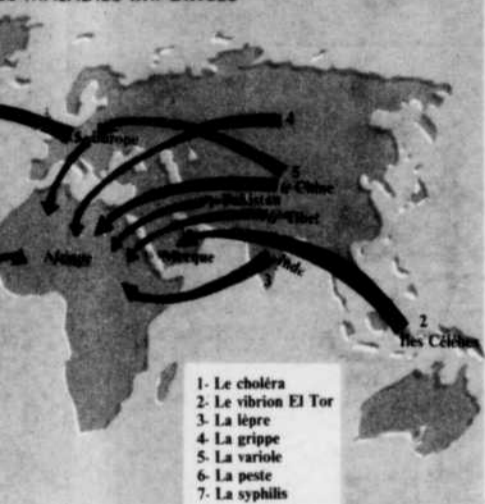 4
Europe
5
Chine
Pakistan
Tibet
Afrique
Mecque
Inde
3
2
Iles Célèbes
1- Le choléra
2- Le vibrion El Tor
3- La lèpre
4- La grippe
5- La variole
6- La peste
7- La syphilis